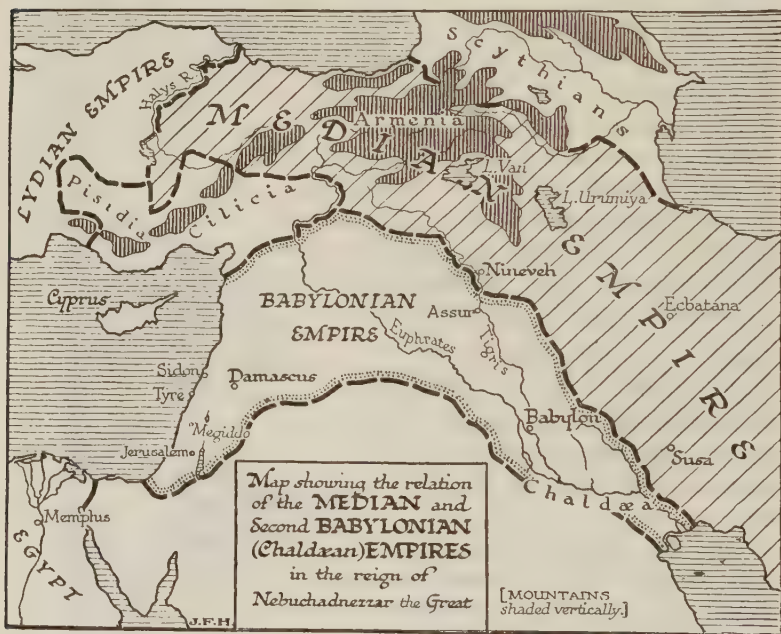 LYDIAN EMPIRE
Halys R.
Scythians
MEDIAN EMPIRE
Armenia
Pisidia
Cilicia
L. Van
L. Urumiya
Nineveh
Cyprus
BABYLONIAN
EMPIRE
Assur
Ecbatana
Euphrates
Tigris
Sidon
Tyre
Damascus
Megiddo
Jerusalem
Babylon
Susa
Chaldæa
Memphis
EGYPT
Map showing the relation
of the MEDIAN and
Second BABYLONIAN
(Chaldæan) EMPIRES
in the reign of
Nebuchadnezzar the Great
[MOUNTAINS
shaded vertically.]
J.F.H.